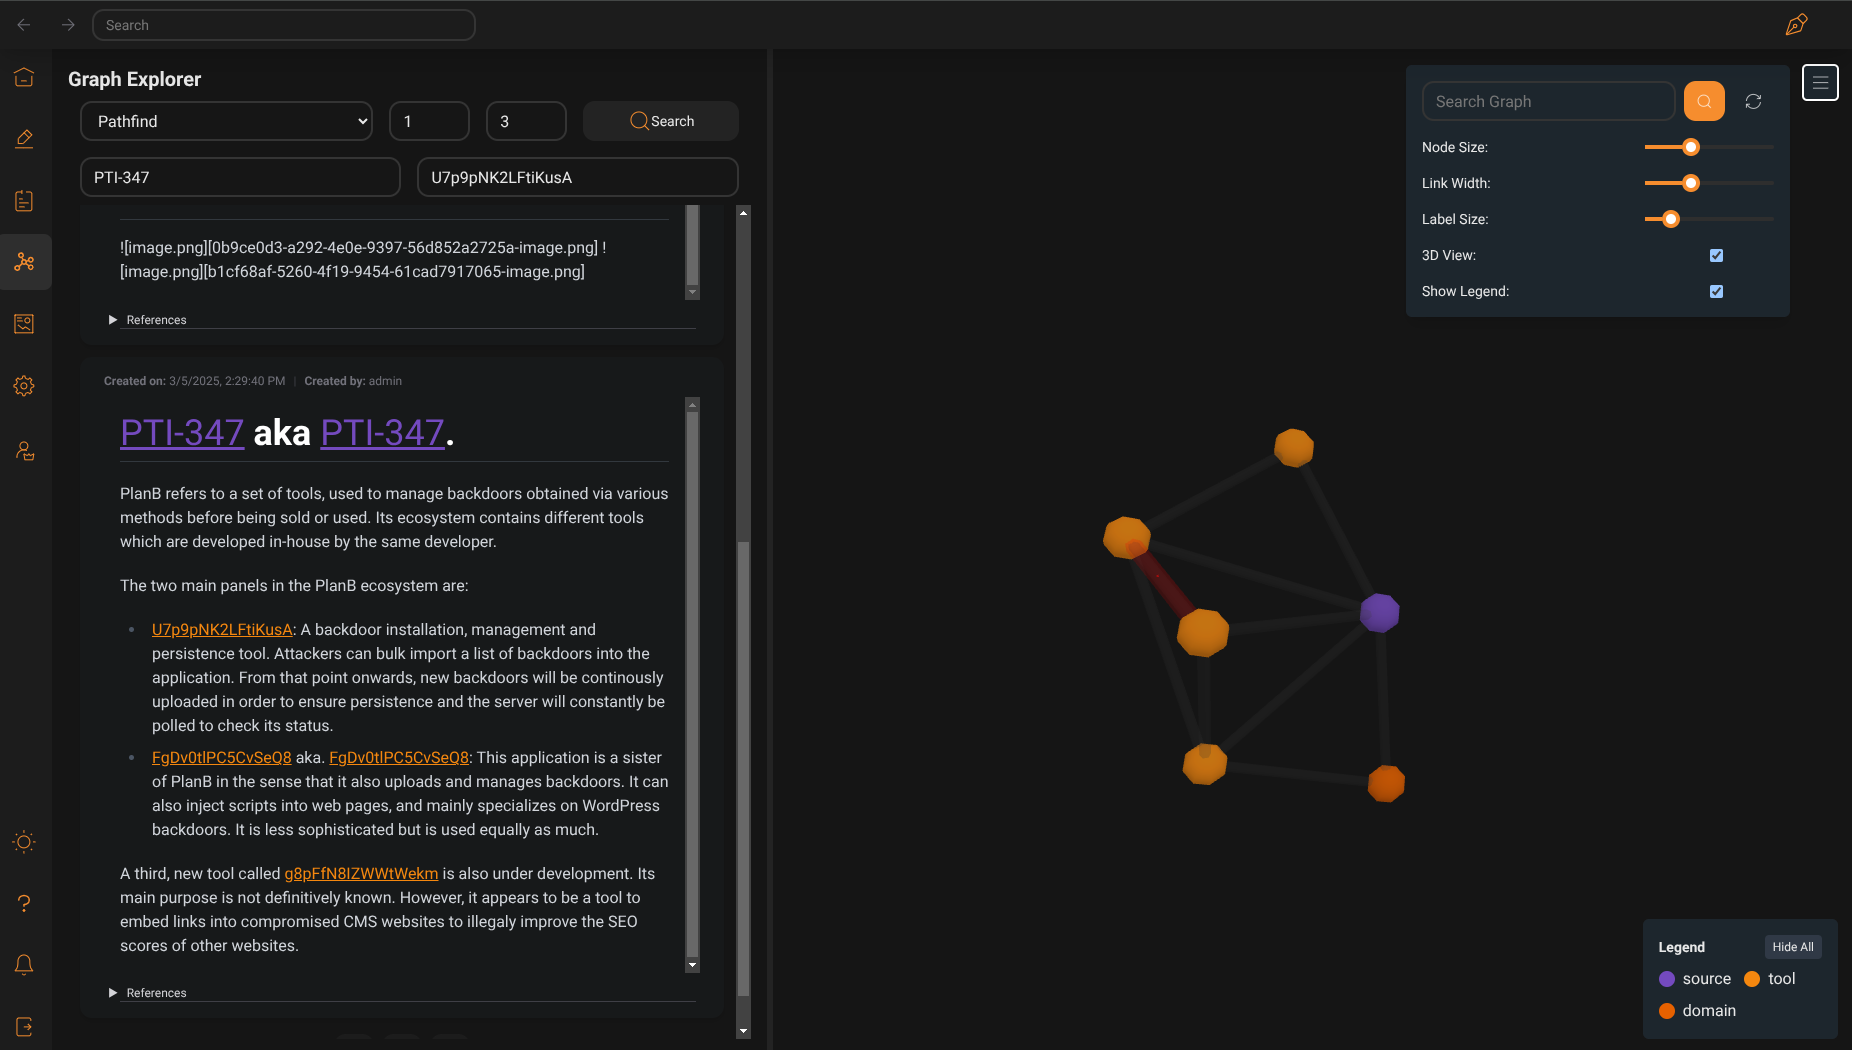 Search
Graph Explorer
Pathfind
1
3
Search
PTI-347
U7p9pNK2LFtiKusA
![image.png][0b9ce0d3-a292-4e0e-9397-56d852a2725a-image.png] !
[image.png][b1cf68af-5260-4f19-9454-61cad7917065-image.png]
References
Created on: 3/5/2025, 2:29:40 PM | Created by: admin
PTI-347 aka PTI-347.
PlanB refers to a set of tools, used to manage backdoors obtained via various
methods before being sold or used. Its ecosystem contains different tools
which are developed in-house by the same developer.
The two main panels in the PlanB ecosystem are:
• U7p9pNK2LFtiKusA: A backdoor installation, management and
persistence tool. Attackers can bulk import a list of backdoors into the
application. From that point onwards, new backdoors will be continously
uploaded in order to ensure persistence and the server will constantly be
polled to check its status.
• FgDv0tlPC5CvSeQ8 aka. FgDv0tlPC5CvSeQ8: This application is a sister
of PlanB in the sense that it also uploads and manages backdoors. It can
also inject scripts into web pages, and mainly specializes on WordPress
backdoors. It is less sophisticated but is used equally as much.
A third, new tool called g8pFfN8IZWWtWekm is also under development. Its
main purpose is not definitively known. However, it appears to be a tool to
embed links into compromised CMS websites to illegaly improve the SEO
scores of other websites.
References
Search Graph
Node Size:
Link Width:
Label Size:
3D View:
Show Legend:
Legend
Hide All
source
tool
domain